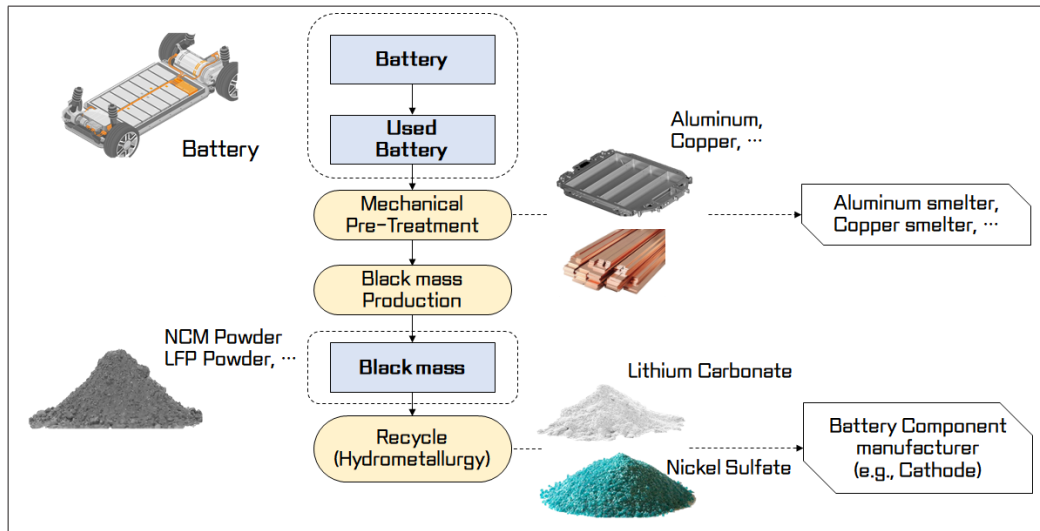 Battery
Battery
Used
Battery
Aluminum,
Copper, ⋯
Mechanical
Pre-Treatment
Aluminum smelter,
Copper smelter, ⋯
Black mass
Production
NCM Powder
LFP Powder, ⋯
Black mass
Lithium Carbonate
Recycle
(Hydrometallurgy)
Nickel Sulfate
Battery Component
manufacturer
(e.g., Cathode)